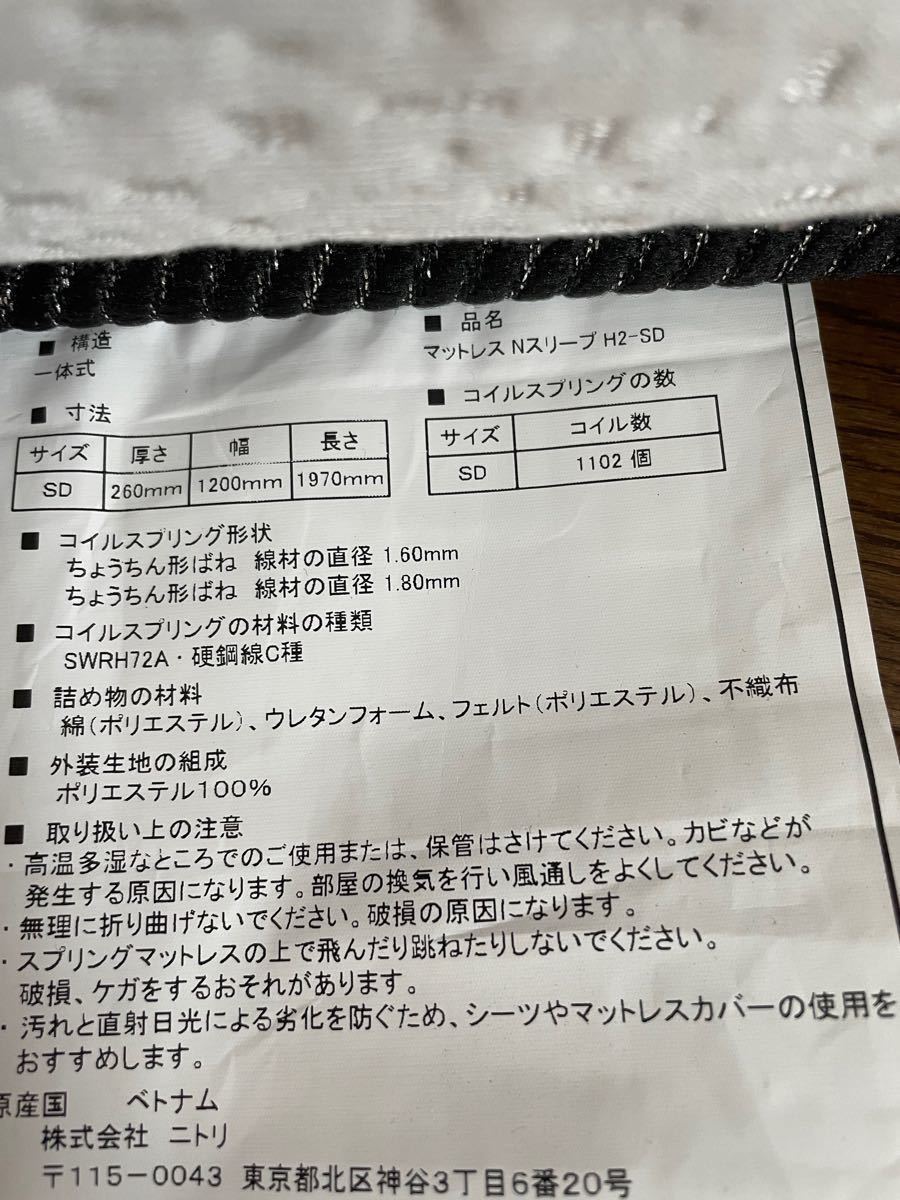 ■ 構造
一体式
■ 品名
マットレス Nスリープ H2-SD
■ 寸法
サイズ 厚さ 幅 長さ
SD 260mm 1200mm 1970mm
■ コイルスプリングの数
サイズ コイル数
SD 1102 個
■ コイルスプリング形状
ちょうちん形ばね 線材の直径 1.60mm
ちょうちん形ばね 線材の直径 1.80mm
■ コイルスプリングの材料の種類
SWRH72A・硬鋼線C種
■ 詰め物の材料
綿(ポリエステル)、ウレタンフォーム、フェルト(ポリエステル)、不織布
■ 外装生地の組成
ポリエステル100%
■ 取り扱い上の注意
・高温多湿なところでのご使用または、保管はさけてください。カビなどが
発生する原因になります。部屋の換気を行い風通しをよくしてください。
・無理に折り曲げないでください。破損の原因になります。
・スプリングマットレスの上で飛んだり跳ねたりしないでください。
破損、ケガをするおそれがあります。
・汚れと直射日光による劣化を防ぐため、シーツやマットレスカバーの使用を
おすすめします。
原産国 ベトナム
株式会社 ニトリ
〒115-0043 東京都北区神谷3丁目6番20号